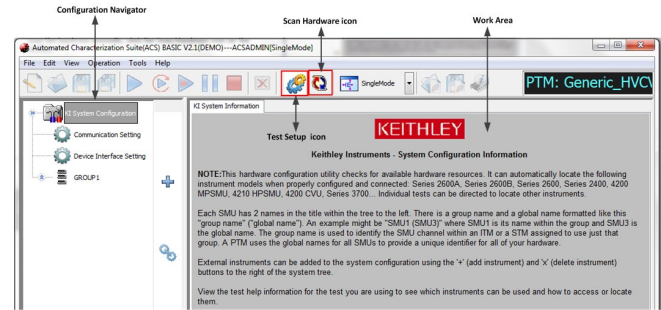 Configuration Navigator
Scan Hardware icon
Work Area
Automated Characterization Suite(ACS) BASIC V2.1(DEMO)---ACSADMIN[SingleMode]
File Edit View Operation Tools Help
SingleMode
PTM: Generic_HVCV
KI System Configuration
Communication Setting
Device Interface Setting
GROUP1
KI System Information
Test Setup icon
KEITHLEY
Keithley Instruments - System Configuration Information
NOTE:This hardware configuration utility checks for available hardware resources. It can automatically locate the following
instrument models when properly configured and connected: Series 2600A, Series 2600B, Series 2600, Series 2400, 4200
MPSMU, 4210 HPSMU, 4200 CVU, Series 3700... Individual tests can be directed to locate other instruments.
Each SMU has 2 names in the title within the tree to the left. There is a group name and a global name formatted like this
"group name" ("global name"). An example might be "SMU1 (SMU3)" where SMU1 is its name within the group and SMU3 is
the global name. The group name is used to identify the SMU channel within an ITM or a STM assigned to use just that
group. A PTM uses the global names for all SMUs to provide a unique identifier for all of your hardware.
External instruments can be added to the system configuration using the '+' (add instrument) and 'x' (delete instrument)
buttons to the right of the system tree.
View the test help information for the test you are using to see which instruments can be used and how to access or locate
them.